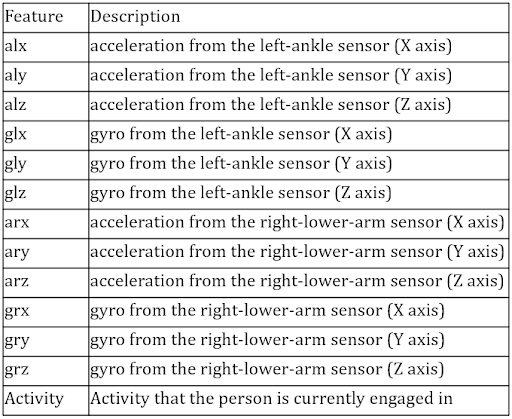 Feature Description
alx acceleration from the left-ankle sensor (X axis)
aly acceleration from the left-ankle sensor (Y axis)
alz acceleration from the left-ankle sensor (Z axis)
glx gyro from the left-ankle sensor (X axis)
gly gyro from the left-ankle sensor (Y axis)
glz gyro from the left-ankle sensor (Z axis)
arx acceleration from the right-lower-arm sensor (X axis)
ary acceleration from the right-lower-arm sensor (Y axis)
arz acceleration from the right-lower-arm sensor (Z axis)
grx gyro from the right-lower-arm sensor (X axis)
gry gyro from the right-lower-arm sensor (Y axis)
grz gyro from the right-lower-arm sensor (Z axis)
Activity Activity that the person is currently engaged in